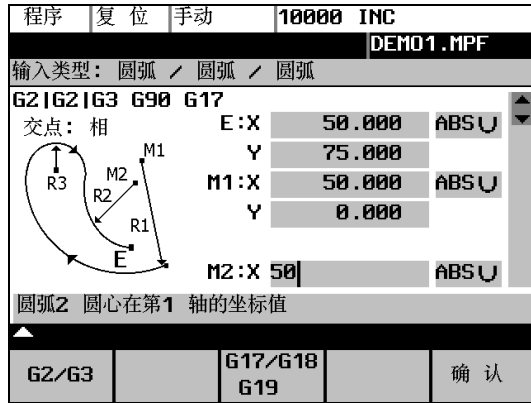 程序 复 位 手动 10000 INC
DEMO1.MPF
输入类型： 圆弧 / 圆弧 / 圆弧
G2|G2|G3 G90 G17
交点： 相
E:X 50.000 ABS
Y 75.000
M1:X 50.000 ABS
Y 0.000
M2:X 50 ABS
M1
M2
R3
R2
R1
E
圆弧2 圆心在第1 轴的坐标值
G2/G3 G17/G18 G19 确 认